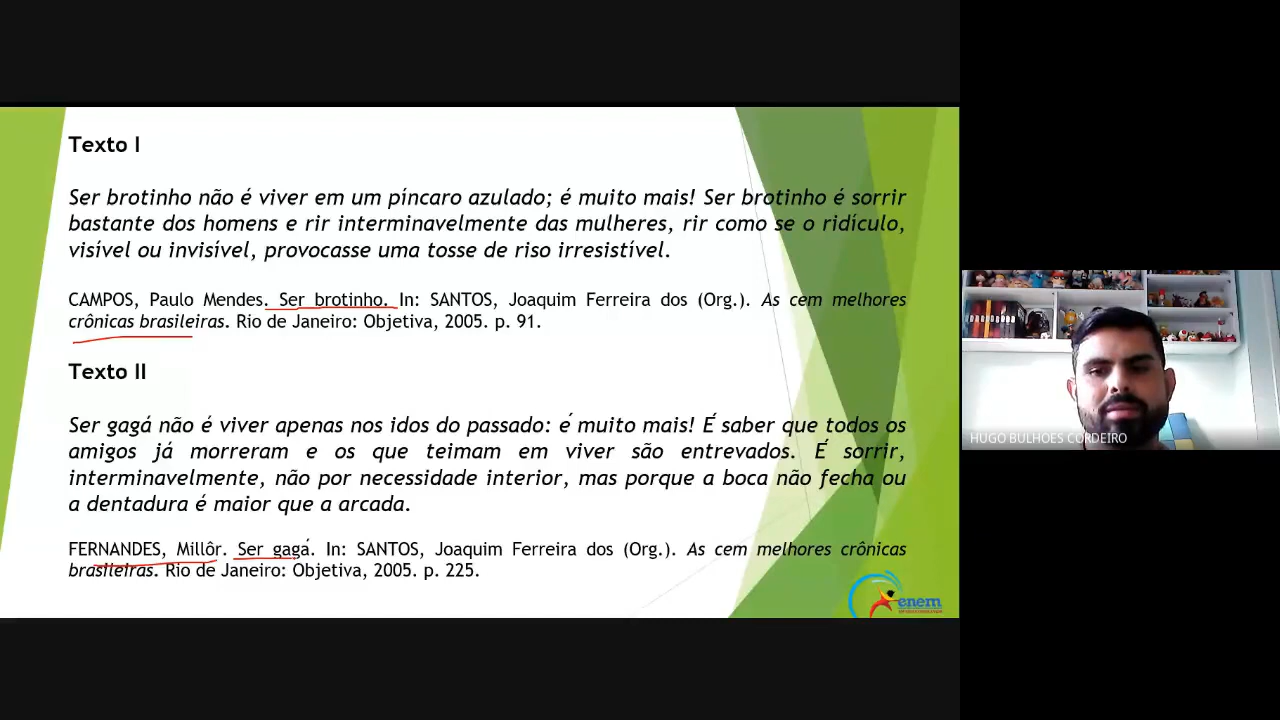 Texto I
Ser brotinho não é viver em um píncaro azulado; é muito mais! Ser brotinho é sorrir
bastante dos homens e rir interminavelmente das mulheres, rir como se o ridículo,
visível ou invisível, provocasse uma tosse de riso irresistível.
CAMPOS, Paulo Mendes. Ser brotinho. In: SANTOS, Joaquim Ferreira dos (Org.). As cem melhores
crônicas brasileiras. Rio de Janeiro: Objetiva, 2005. p. 91.
Texto II
Ser gagá não é viver apenas nos idos do passado: é muito mais! É saber que todos os
amigos já morreram e os que teimam em viver são entrevados. É sorrir,
interminavelmente, não por necessidade interior, mas porque a boca não fecha ou
a dentadura é maior que a arcada.
FERNANDES, Millôr. Ser gagá. In: SANTOS, Joaquim Ferreira dos (Org.). As cem melhores crônicas
brasileiras. Rio de Janeiro: Objetiva, 2005. p. 225.
enem
HUGO BULHOES CORDEIRO